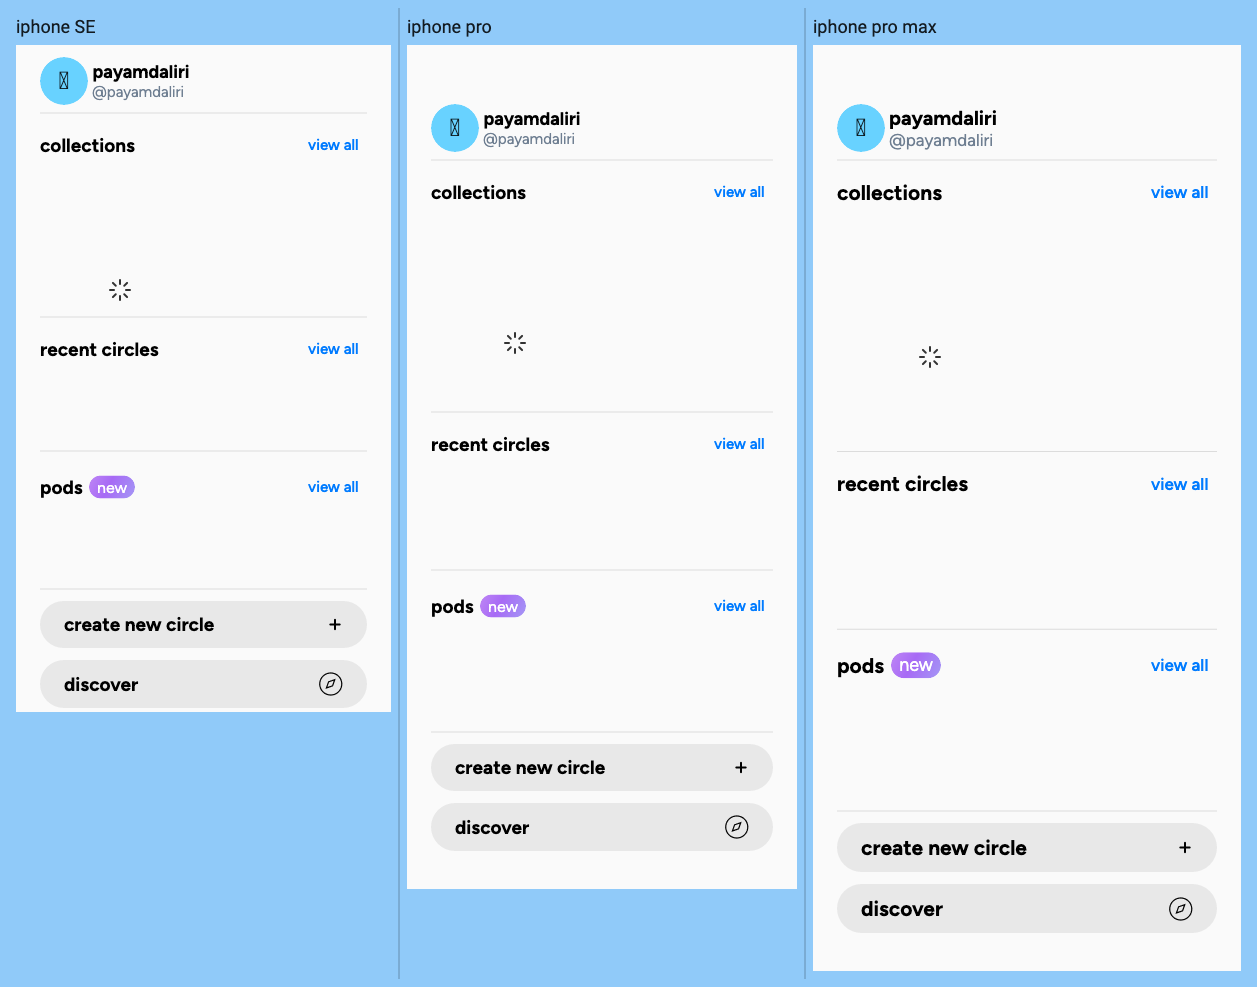 iphone SE
payamdaliri
@payamdaliri
collections view all
recent circles view all
pods new view all
create new circle +
discover
iphone pro
payamdaliri
@payamdaliri
collections view all
recent circles view all
pods new view all
create new circle +
discover
iphone pro max
payamdaliri
@payamdaliri
collections view all
recent circles view all
pods new view all
create new circle +
discover